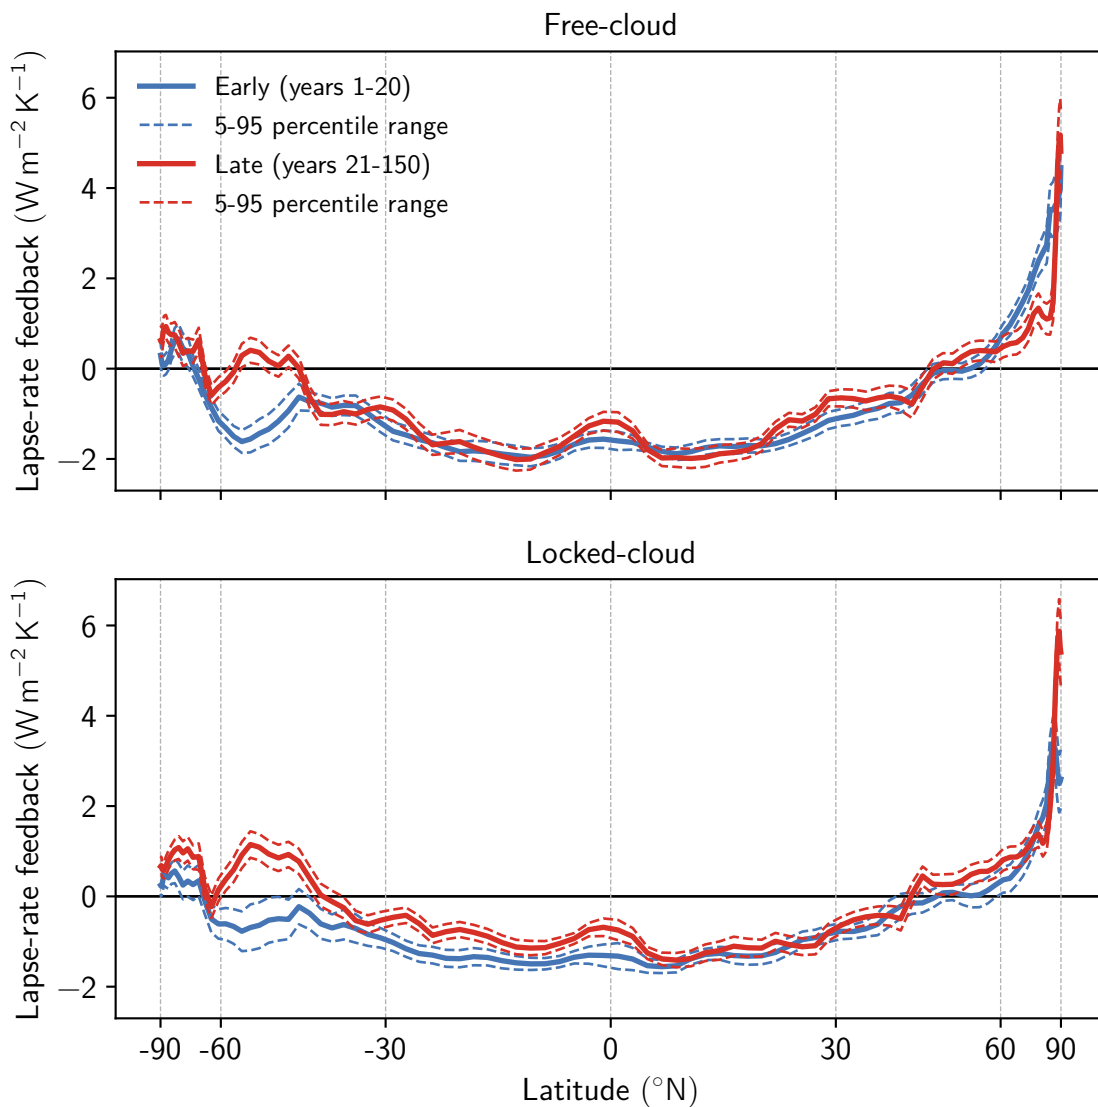 Free-cloud
Lapse-rate feedback (W m⁻² K⁻¹)
6
4
2
0
−2
Early (years 1-20)
5-95 percentile range
Late (years 21-150)
5-95 percentile range
Locked-cloud
Lapse-rate feedback (W m⁻² K⁻¹)
6
4
2
0
−2
-90 -60 -30 0 30 60 90
Latitude (°N)